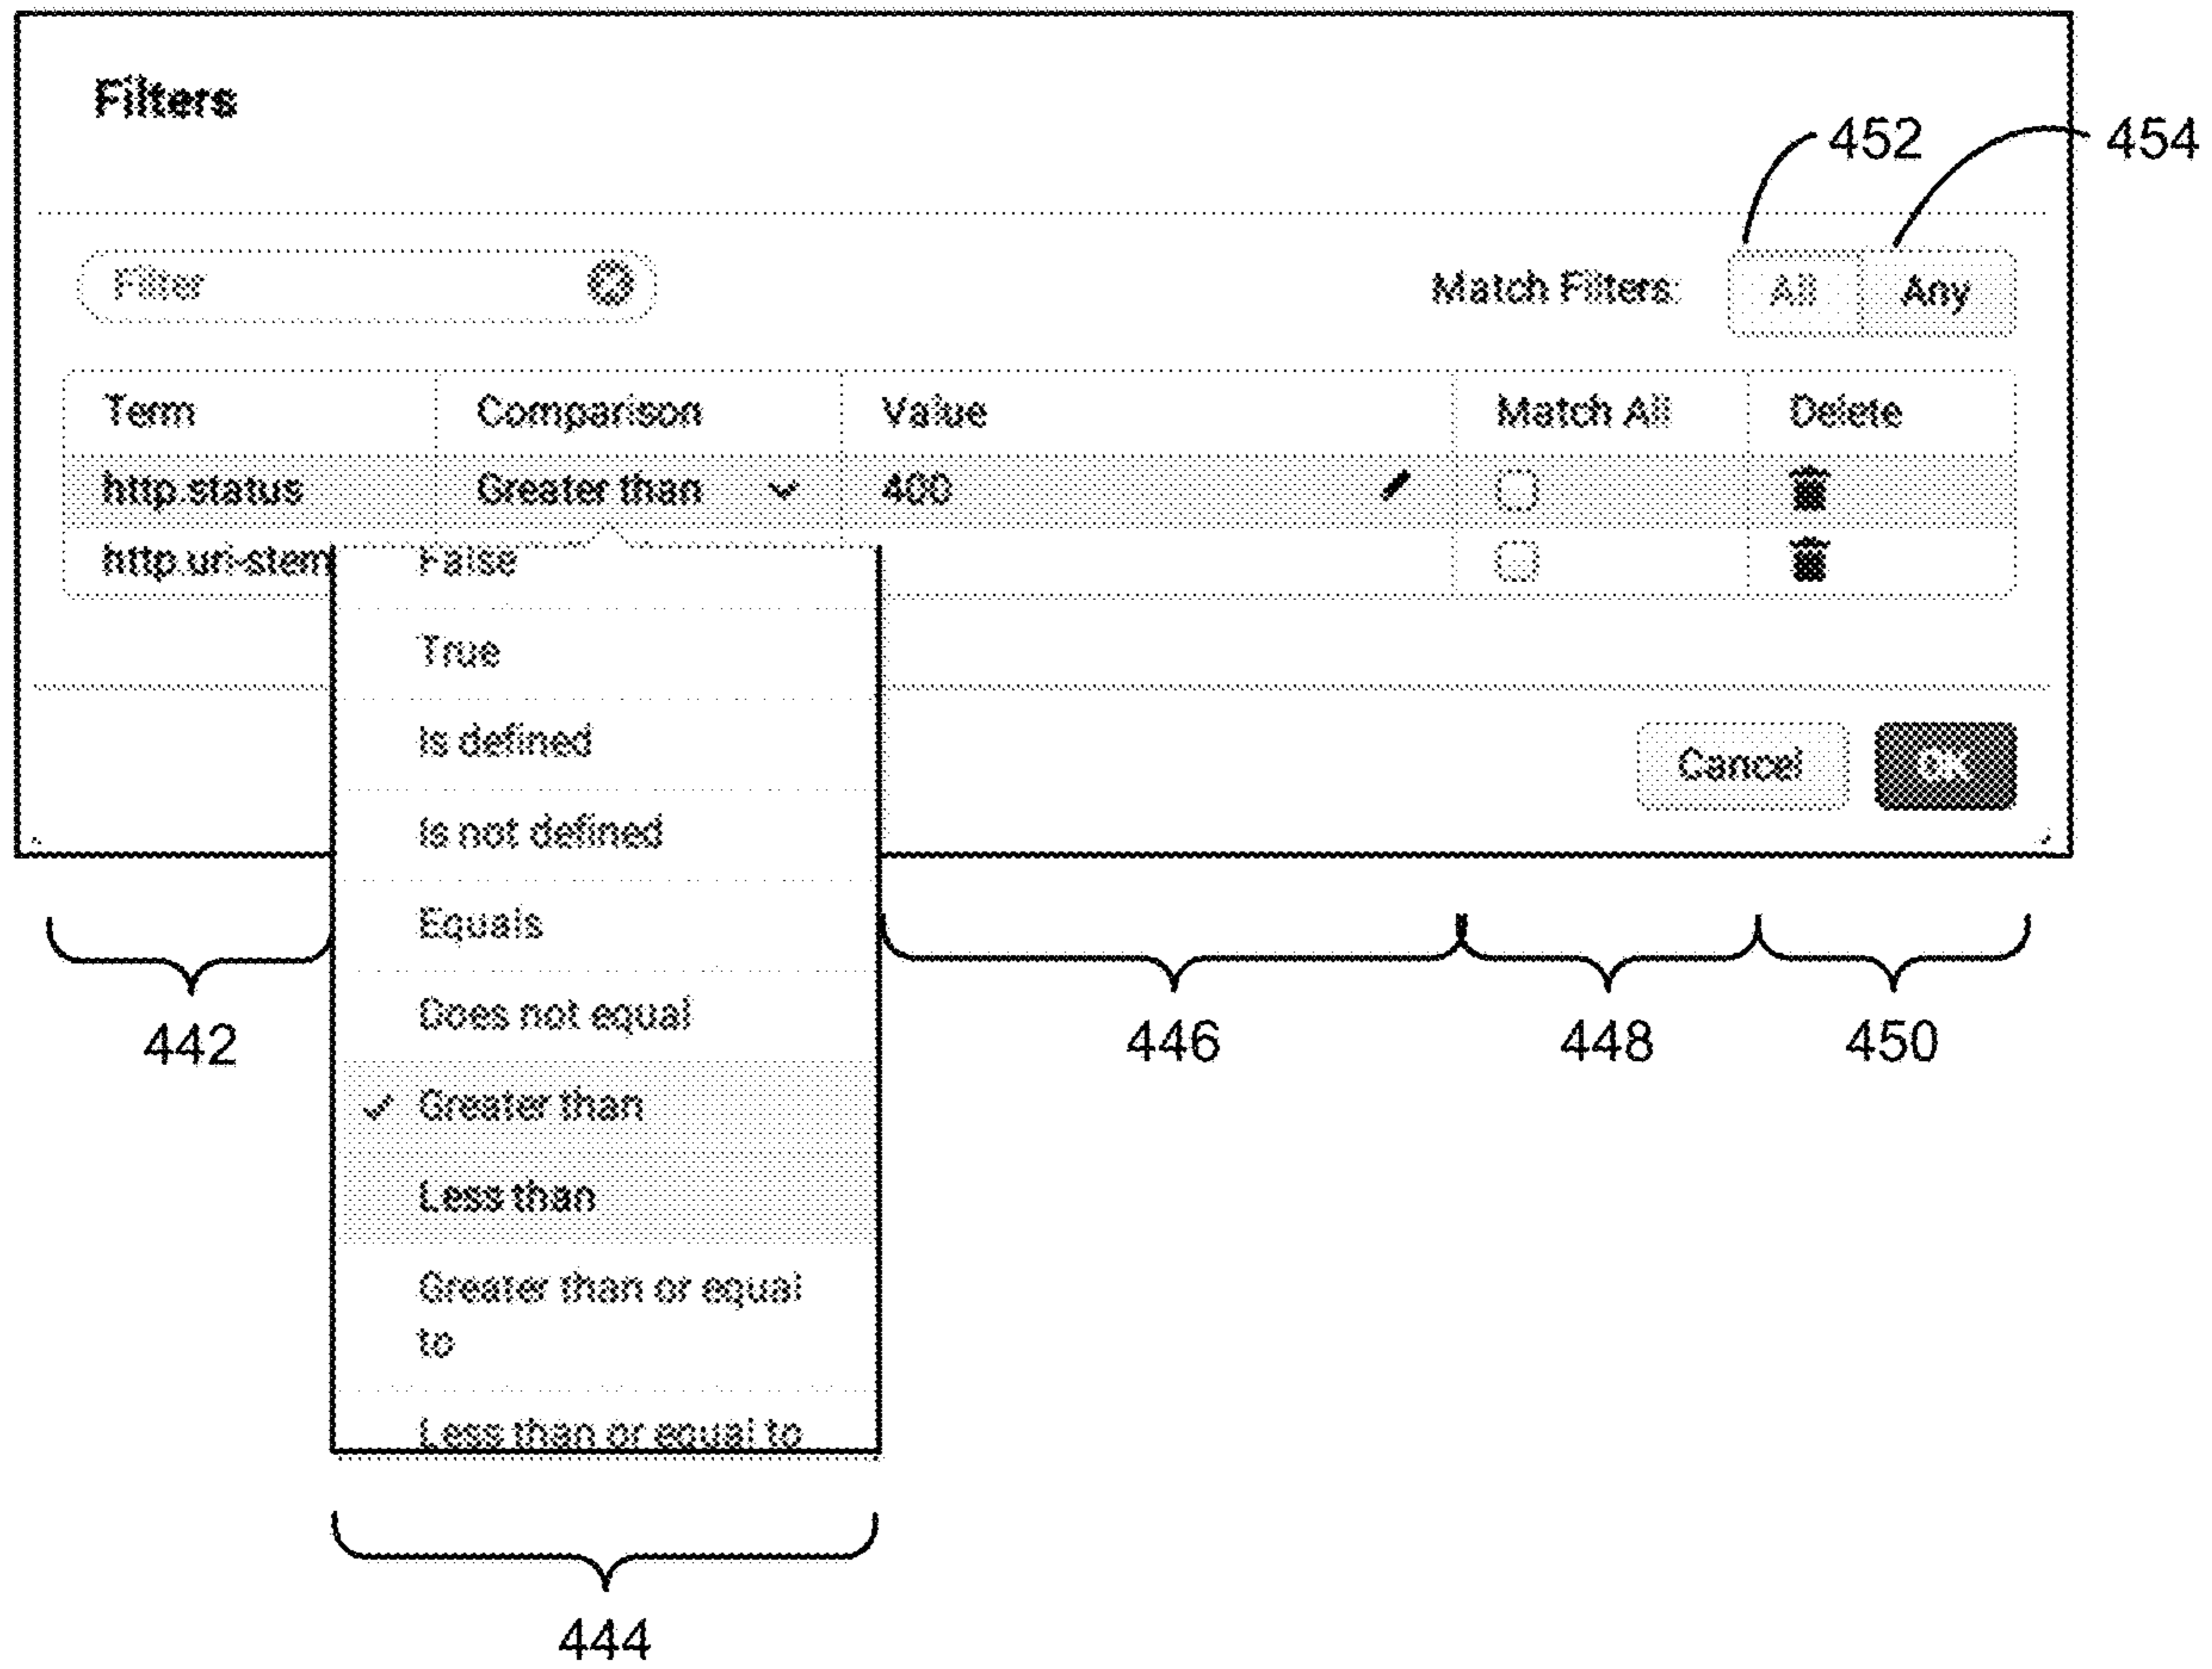 Filters
452
454
Filter
Match Filters:
All
Any
Term
Comparison
Value
Match All
Delete
http.status
Greater than
400
http.uri-stem
False
True
Is defined
Is not defined
Equals
Does not equal
Greater than
Less than
Greater than or equal
to
Less than or equal to
Cancel
OK
442
446
448
450
444